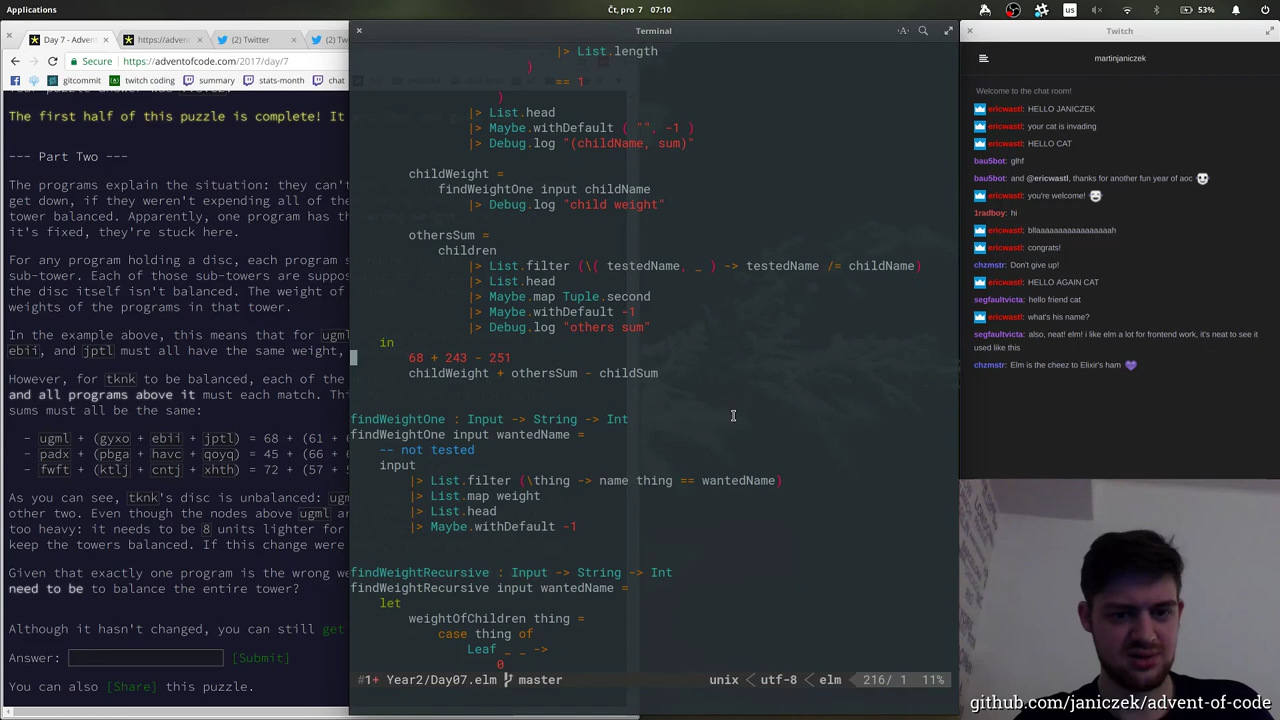 Applications
Čt, pro 7 07:10
us
53%
Day 7 - Advent
https://adven
(2) Twitter
(2) Tw
Secure https://adventofcode.com/2017/day/7
gitcommit
twitch coding
summary
stats-month
chat
The first half of this puzzle is complete! It
--- Part Two ---
The programs explain the situation: they can't
get down, if they weren't expending all of the
tower balanced. Apparently, one program has th
it's fixed, they're stuck here.
For any program holding a disc, each program s
sub-tower. Each of those sub-towers are suppos
the disc itself isn't balanced. The weight of
weights of the programs in that tower.
In the example above, this means that for ugml
ebii, and jptl must all have the same weight,
However, for tknk to be balanced, each of the
and all programs above it must each match. Thi
sums must all be the same:
- ugml + (gyxo + ebii + jptl) = 68 + (61 +
- padx + (pbga + havc + qoyq) = 45 + (66 +
- fwft + (ktlj + cntj + xhth) = 72 + (57 +
As you can see, tknk's disc is unbalanced: ugm
other two. Even though the nodes above ugml ar
too heavy: it needs to be 8 units lighter for
keep the towers balanced. If this change were
Given that exactly one program is the wrong we
need to be to balance the entire tower?
Although it hasn't changed, you can still get
Answer: [Submit]
You can also [Share] this puzzle.
Terminal
|> List.length
)
== 1
)
|> List.head
|> Maybe.withDefault ( "", -1 )
|> Debug.log "(childName, sum)"
childWeight =
findWeightOne input childName
|> Debug.log "child weight"
othersSum =
children
|> List.filter (\( testedName, _ ) -> testedName /= childName)
|> List.head
|> Maybe.map Tuple.second
|> Maybe.withDefault -1
|> Debug.log "others sum"
in
68 + 243 - 251
childWeight + othersSum - childSum
findWeightOne : Input -> String -> Int
findWeightOne input wantedName =
-- not tested
input
|> List.filter (\thing -> name thing == wantedName)
|> List.map weight
|> List.head
|> Maybe.withDefault -1
findWeightRecursive : Input -> String -> Int
findWeightRecursive input wantedName =
let
weightOfChildren thing =
case thing of
Leaf _ _ ->
0
#1+ Year2/Day07.elm master
unix < utf-8 < elm 216/ 1 11%
Twitch
martinjaniczek
Welcome to the chat room!
ericwastl: HELLO JANICZEK
ericwastl: your cat is invading
ericwastl: HELLO CAT
bau5bot: glhf
bau5bot: and @ericwastl, thanks for another fun year of aoc
ericwastl: you're welcome!
1radboy: hi
ericwastl: bllaaaaaaaaaaaaaaaah
ericwastl: congrats!
chzmstr: Don't give up!
ericwastl: HELLO AGAIN CAT
segfaultvicta: hello friend cat
ericwastl: what's his name?
segfaultvicta: also, neat! elm! i like elm a lot for frontend work, it's neat to see it
used like this
chzmstr: Elm is the cheez to Elixir's ham
github.com/janiczek/advent-of-code